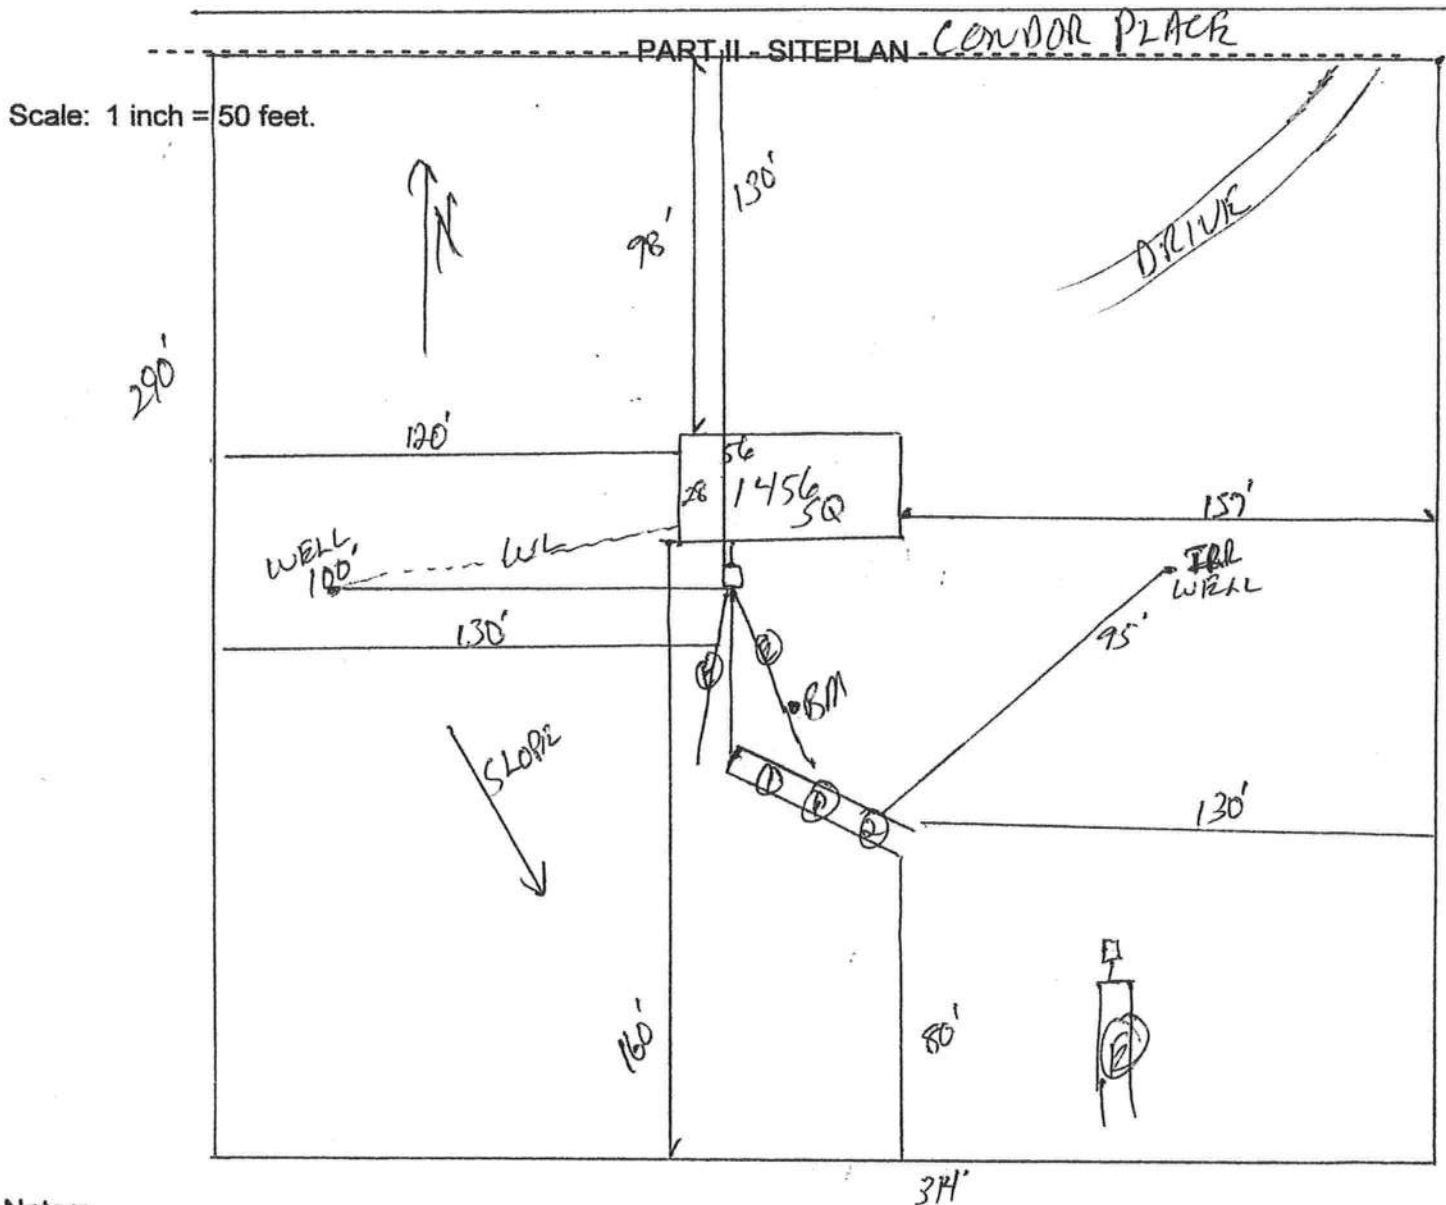 CONDOR PLACE
PART II - SITEPLAN
Scale: 1 inch = 50 feet.
N
98'
130'
DRIVE
290'
120'
56
28
1456
SQ
157'
WELL
100'
WL
IRR
WELL
95'
130'
BM
SLOPE
130'
160'
80'
314'